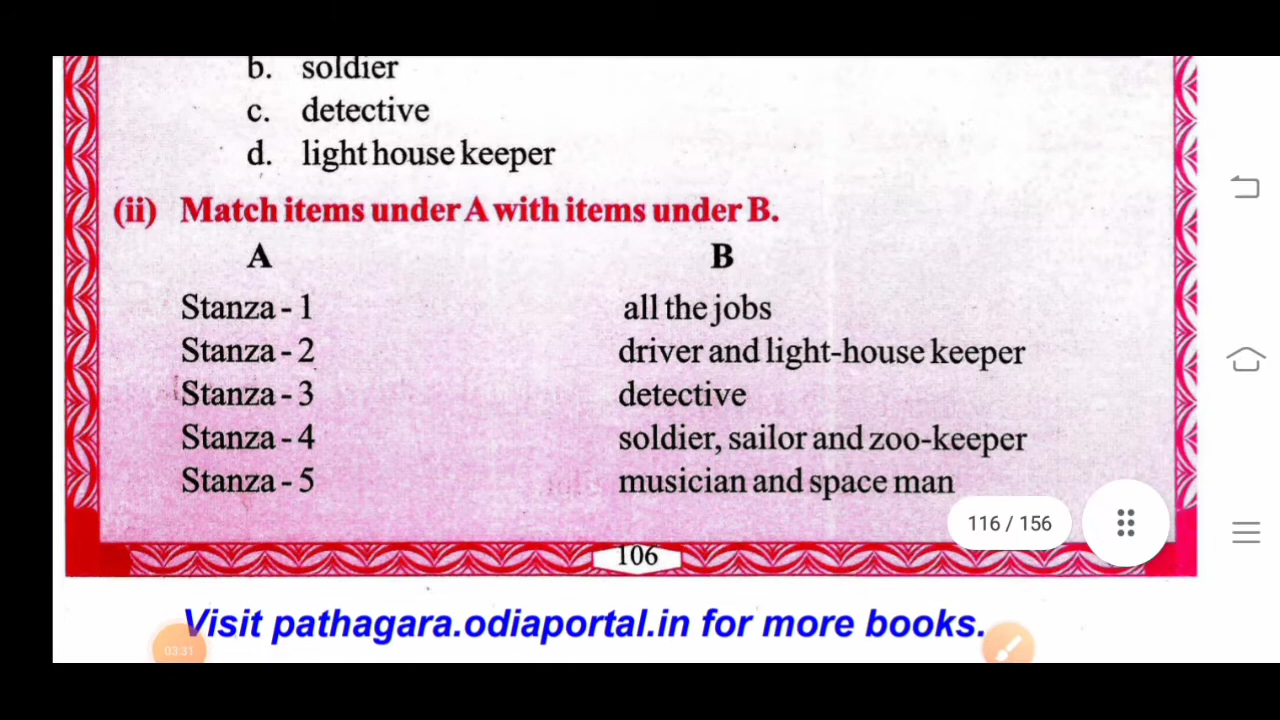 b. soldier
c. detective
d. light house keeper
(ii) Match items under A with items under B.
A B
Stanza - 1 all the jobs
Stanza - 2 driver and light-house keeper
Stanza - 3 detective
Stanza - 4 soldier, sailor and zoo-keeper
Stanza - 5 musician and space man
116 / 156
106
Visit pathagara.odiaportal.in for more books.
03:31